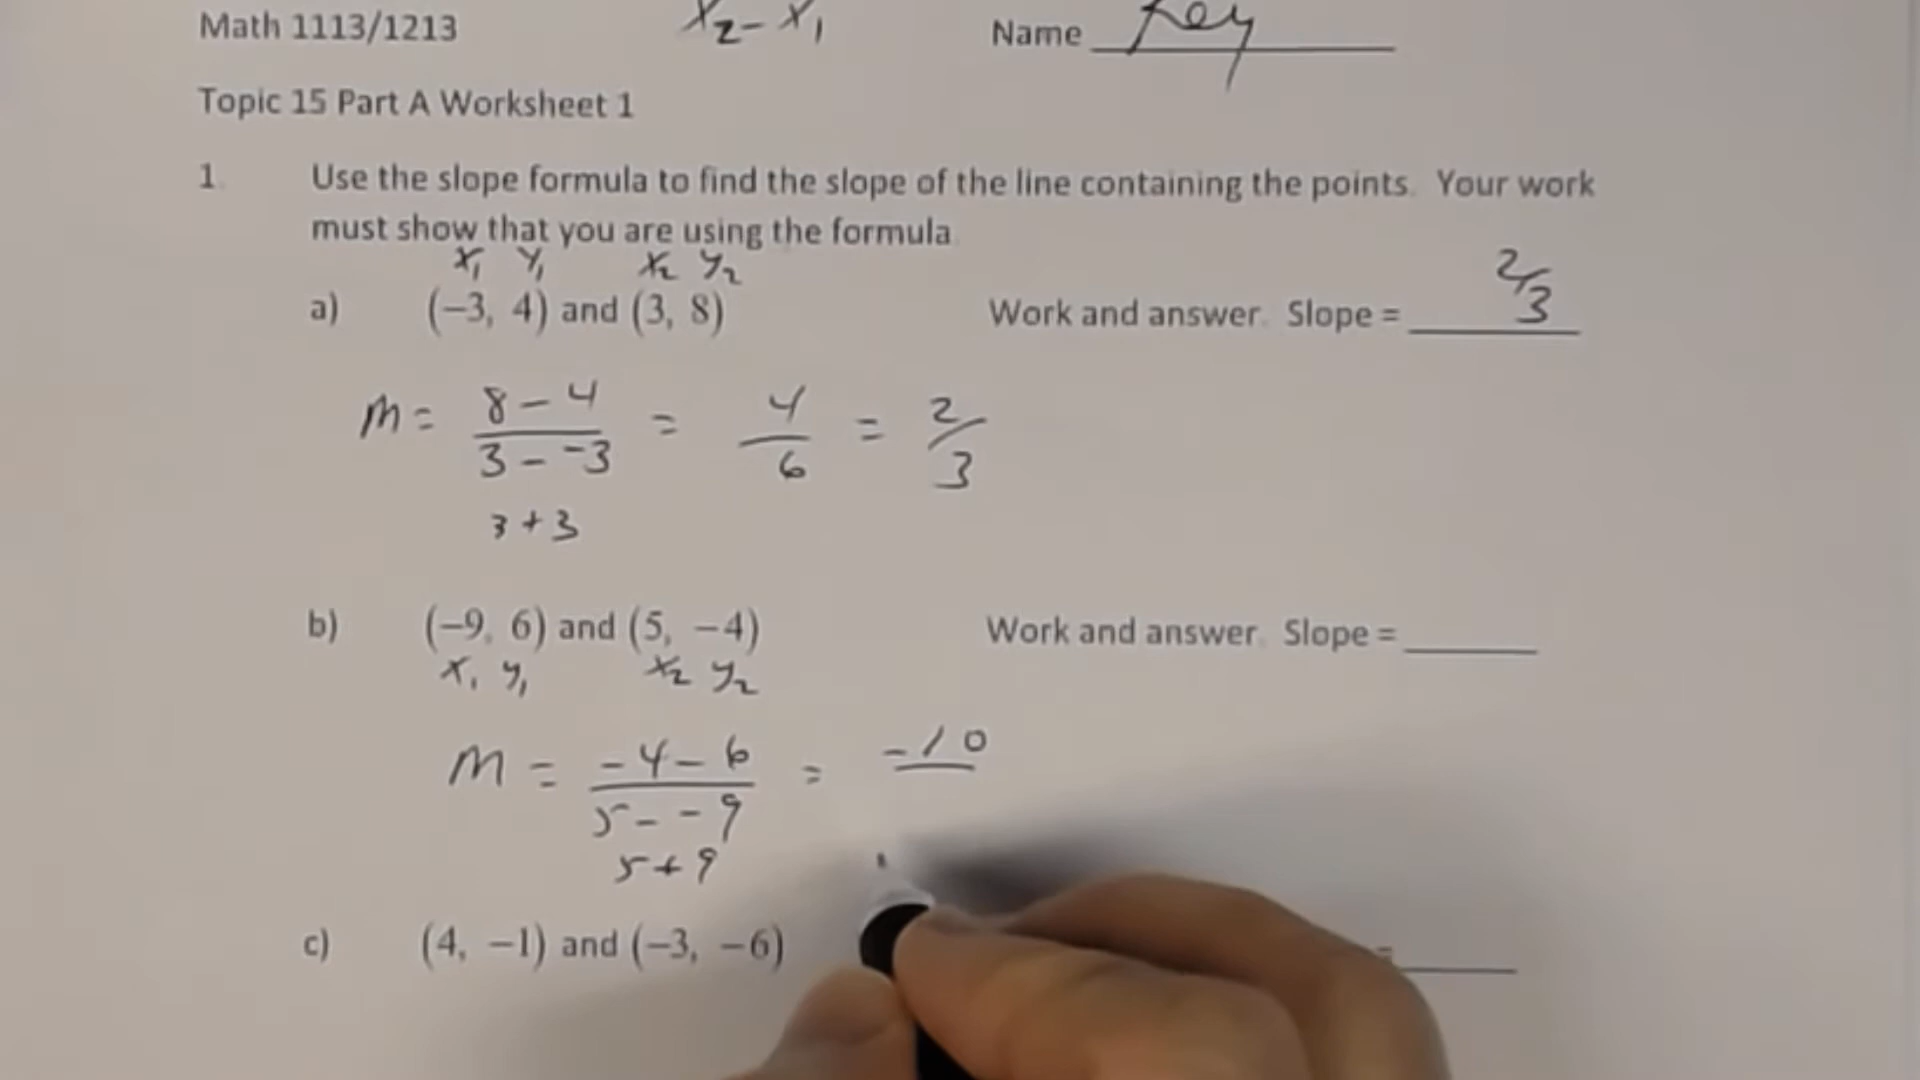 Math 1113/1213 x₂ - x₁ Name Key
Topic 15 Part A Worksheet 1
1. Use the slope formula to find the slope of the line containing the points. Your work
must show that you are using the formula.
x₁ y₁ x₂ y₂
a) (−3, 4) and (3, 8) Work and answer. Slope = 2/3
m = (8 - 4)/(3 - -3) = 4/6 = 2/3
3 + 3
b) (−9, 6) and (5, −4) Work and answer. Slope = ______
x₁ y₁ x₂ y₂
m = (-4 - 6)/(5 - -9) = -10
5 + 9
c) (4, −1) and (−3, −6) = ______